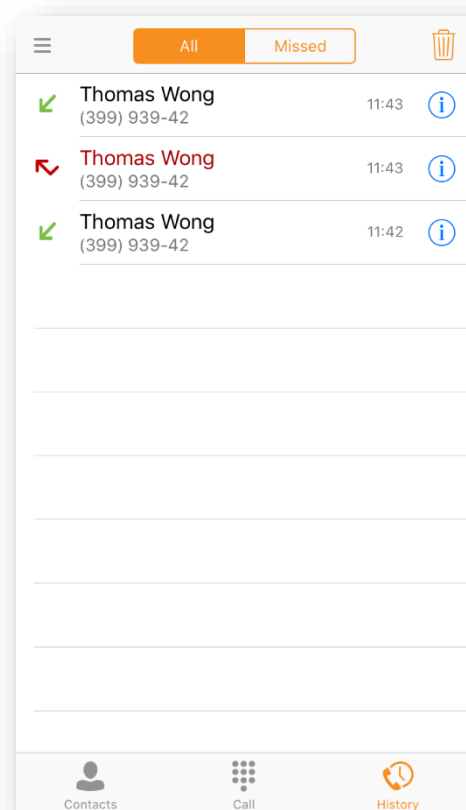 All Missed
Thomas Wong
(399) 939-42 11:43 i
Thomas Wong
(399) 939-42 11:43 i
Thomas Wong
(399) 939-42 11:42 i
Contacts Call History